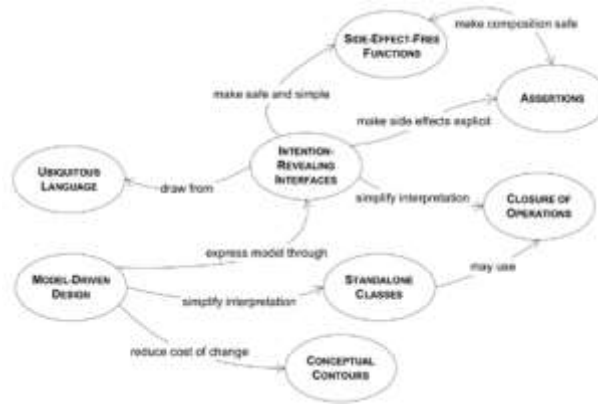 SIDE-EFFECT-FREE
FUNCTIONS
make composition safe
make safe and simple
ASSERTIONS
make side effects explicit
INTENTION-
REVEALING
INTERFACES
UBIQUITOUS
LANGUAGE
draw from
simplify interpretation
CLOSURE OF
OPERATIONS
express model through
MODEL-DRIVEN
DESIGN
STANDALONE
CLASSES
may use
simplify interpretation
reduce cost of change
CONCEPTUAL
CONTOURS